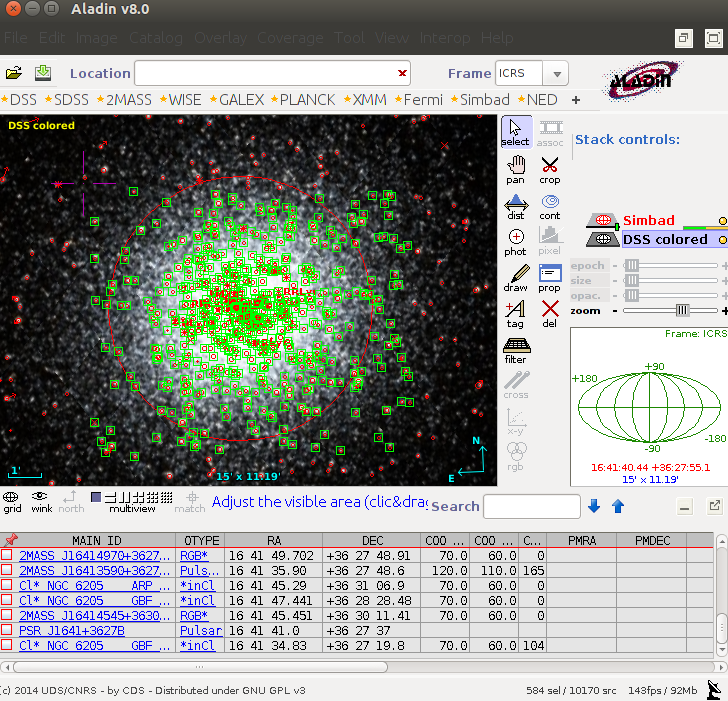 Aladin v8.0
File Edit Image Catalog Overlay Coverage Tool View Interop Help
Location Frame ICRS
ALADIN
DSS SDSS 2MASS WISE GALEX PLANCK XMM Fermi Simbad NED +
DSS colored
RRLyr
1'
15' x 11.19'
N
E
select assoc
pan crop
dist cont
phot pixel
draw prop
tag del
filter
cross
x-y
rgb
Stack controls:
Simbad
DSS colored
epoch - +
size - +
opac. - +
zoom - +
Frame: ICRS
+90
+180
-180
-90
16:41:40.44 +36:27:55.1
15' x 11.19'
grid wink north multiview match Adjust the visible area (clic&drag Search
MAIN ID OTYPE RA DEC COO ... COO ... C... PMRA PMDEC
2MASS J16414970+3627... RGB* 16 41 49.702 +36 27 48.91 70.0 60.0 0
2MASS J16413590+3627... Puls... 16 41 35.90 +36 27 48.6 120.0 110.0 165
Cl* NGC 6205 ARP ... *inCl 16 41 45.29 +36 31 06.9 70.0 60.0 0
Cl* NGC 6205 GBF ... *inCl 16 41 47.441 +36 28 28.48 70.0 60.0 0
2MASS J16414545+3630... RGB* 16 41 45.451 +36 30 11.41 70.0 60.0 0
PSR J1641+3627B Pulsar 16 41 41.0 +36 27 37
Cl* NGC 6205 GBF ... *inCl 16 41 34.83 +36 27 19.8 70.0 60.0 104
(c) 2014 UDS/CNRS - by CDS - Distributed under GNU GPL v3 584 sel / 10170 src 143fps / 92Mb